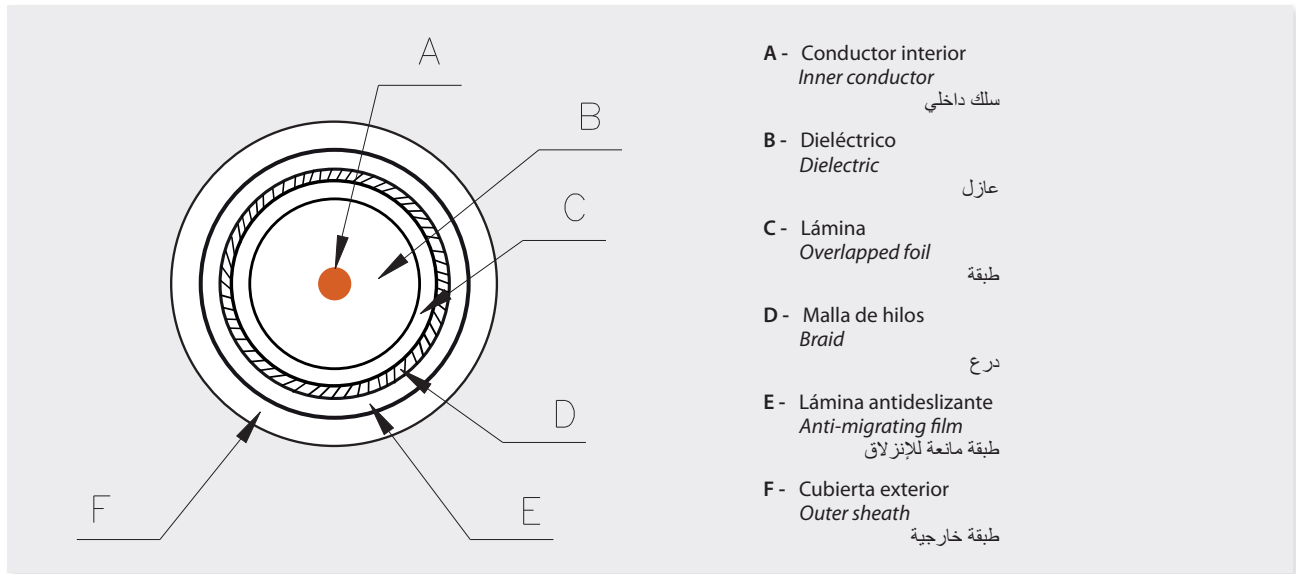 A
B
C
D
E
F
A - Conductor interior
Inner conductor
سلك داخلي
B - Dieléctrico
Dielectric
عازل
C - Lámina
Overlapped foil
طبقة
D - Malla de hilos
Braid
درع
E - Lámina antideslizante
Anti-migrating film
طبقة مانعة للإنزلاق
F - Cubierta exterior
Outer sheath
طبقة خارجية